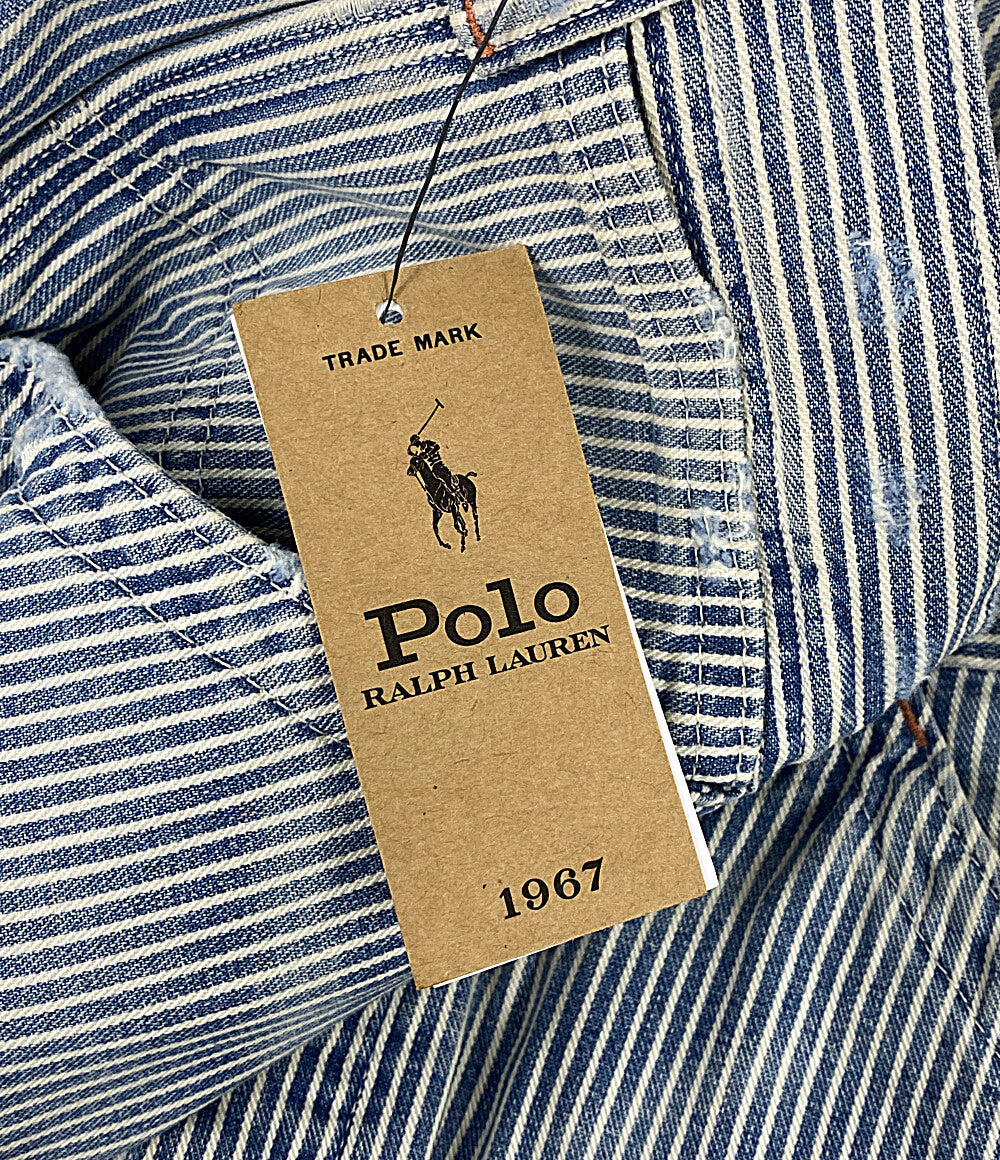 TRADE MARK
Polo
RALPH LAUREN
1967